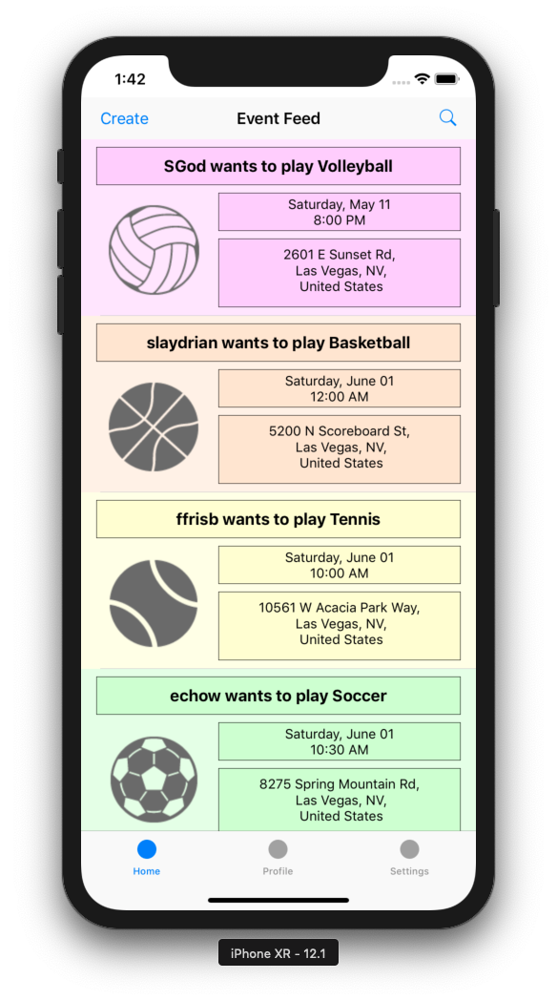 1:42
Create Event Feed
SGod wants to play Volleyball
Saturday, May 11
8:00 PM
2601 E Sunset Rd,
Las Vegas, NV,
United States
slaydrian wants to play Basketball
Saturday, June 01
12:00 AM
5200 N Scoreboard St,
Las Vegas, NV,
United States
ffrisb wants to play Tennis
Saturday, June 01
10:00 AM
10561 W Acacia Park Way,
Las Vegas, NV,
United States
echow wants to play Soccer
Saturday, June 01
10:30 AM
8275 Spring Mountain Rd,
Las Vegas, NV,
United States
Home Profile Settings
iPhone XR - 12.1